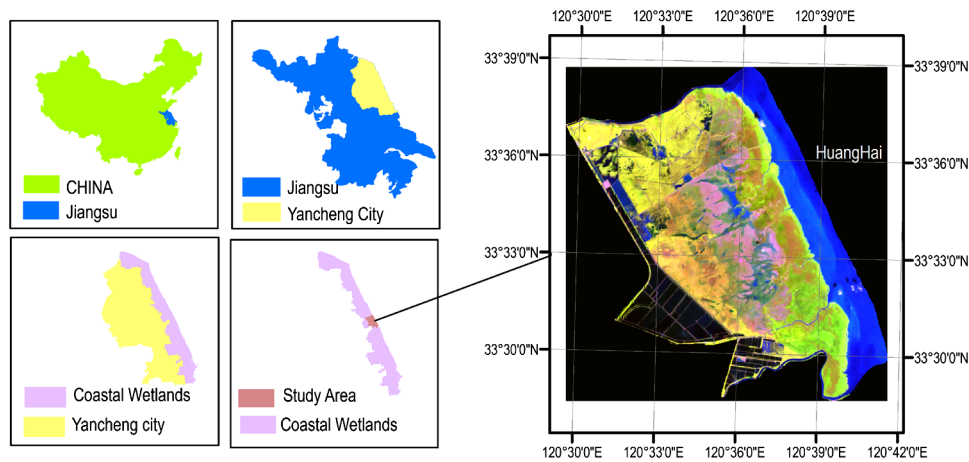 CHINA
Jiangsu
Jiangsu
Yancheng City
Coastal Wetlands
Yancheng city
Study Area
Coastal Wetlands
120°30'0"E 120°33'0"E 120°36'0"E 120°39'0"E
33°39'0"N 33°39'0"N
HuangHai
33°36'0"N 33°36'0"N
33°33'0"N 33°33'0"N
33°30'0"N 33°30'0"N
120°30'0"E 120°33'0"E 120°36'0"E 120°39'0"E 120°42'0"E